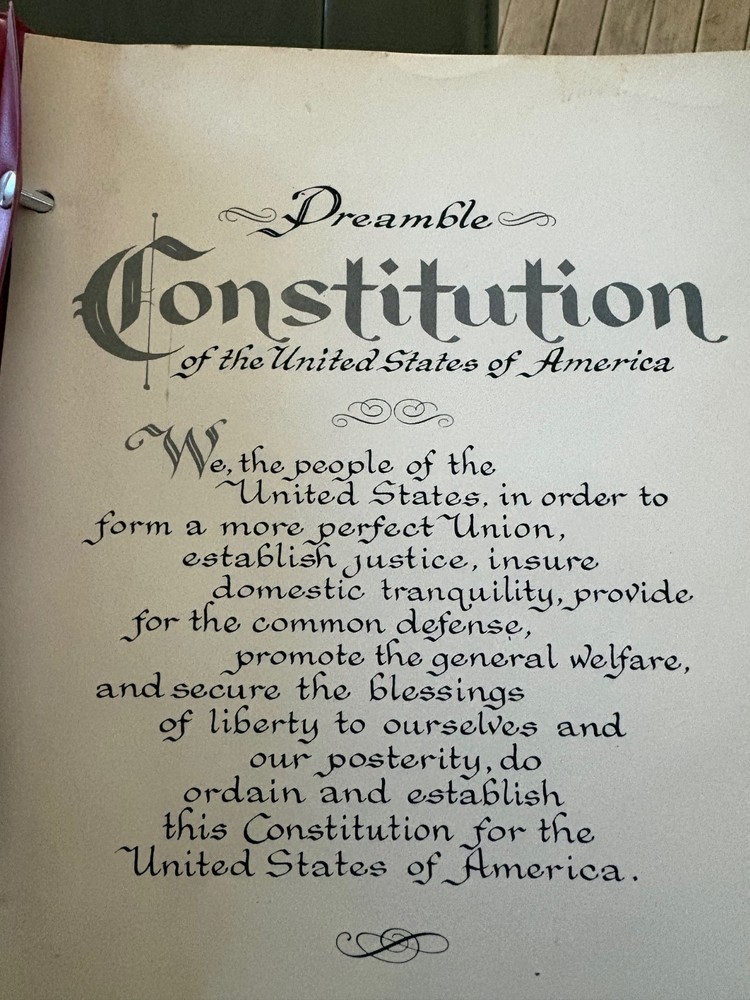 Preamble
Constitution
of the United States of America
We, the people of the
United States, in order to
form a more perfect Union,
establish justice, insure
domestic tranquility, provide
for the common defense,
promote the general welfare,
and secure the blessings
of liberty to ourselves and
our posterity, do
ordain and establish
this Constitution for the
United States of America.